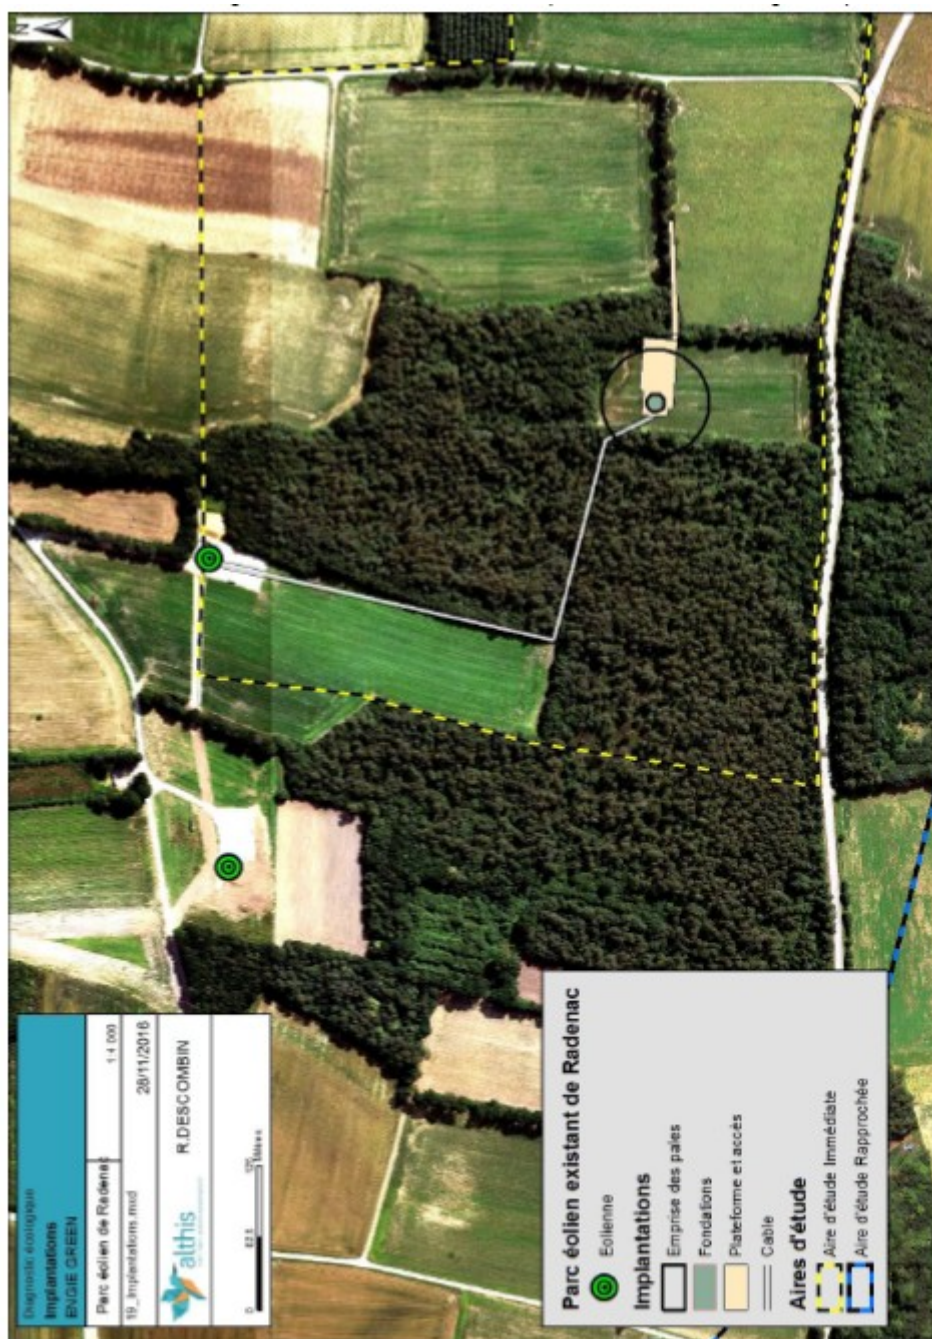 Diagnostic écologique
Implantations
ENGIE GREEN
Parc éolien de Radenac
1:4 000
19_Implantations.mxd
28/11/2016
althis
R.DESCOMBIN
0
62.5
125
Mètres
Parc éolien existant de Radenac
Eolienne
Implantations
Emprise des pales
Fondations
Plateforme et accès
Cable
Aires d'étude
Aire d'étude Immédiate
Aire d'étude Rapprochée